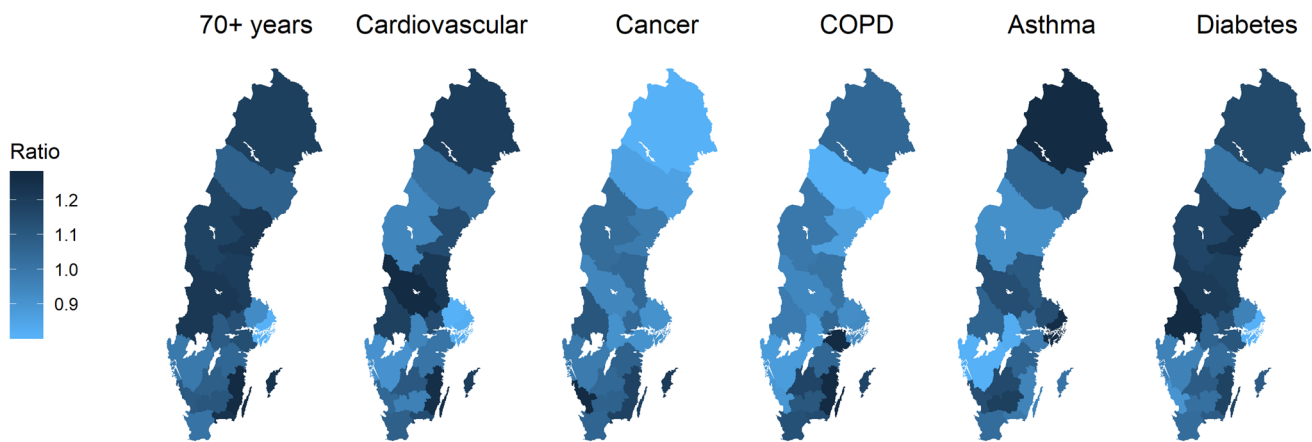 70+ years
Cardiovascular
Cancer
COPD
Asthma
Diabetes
Ratio
1.2
1.1
1.0
0.9